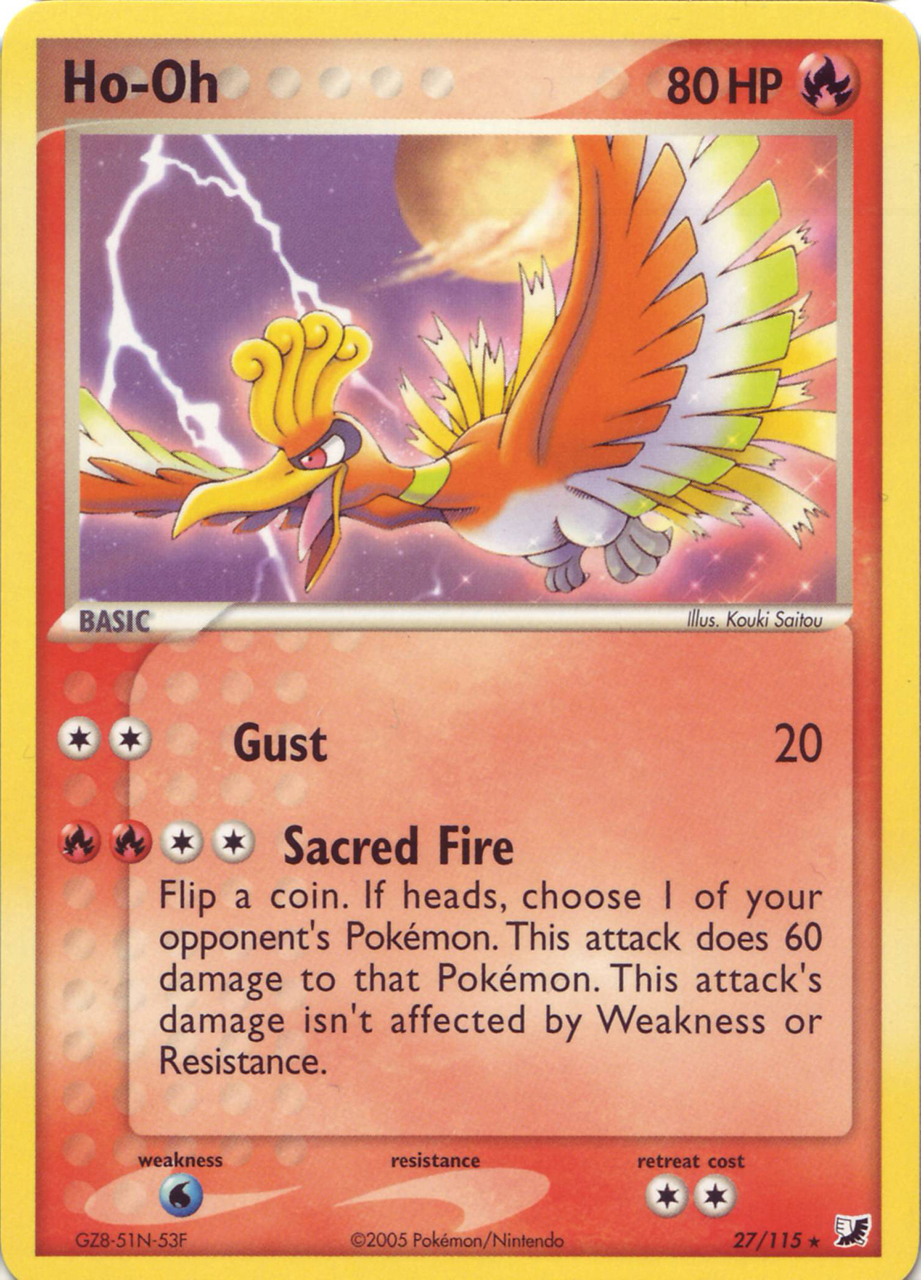 Ho-Oh 80 HP
BASIC Illus. Kouki Saitou
Gust 20
Sacred Fire
Flip a coin. If heads, choose 1 of your
opponent's Pokémon. This attack does 60
damage to that Pokémon. This attack's
damage isn't affected by Weakness or
Resistance.
weakness resistance retreat cost
GZ8-51N-53F ©2005 Pokémon/Nintendo 27/115 ★